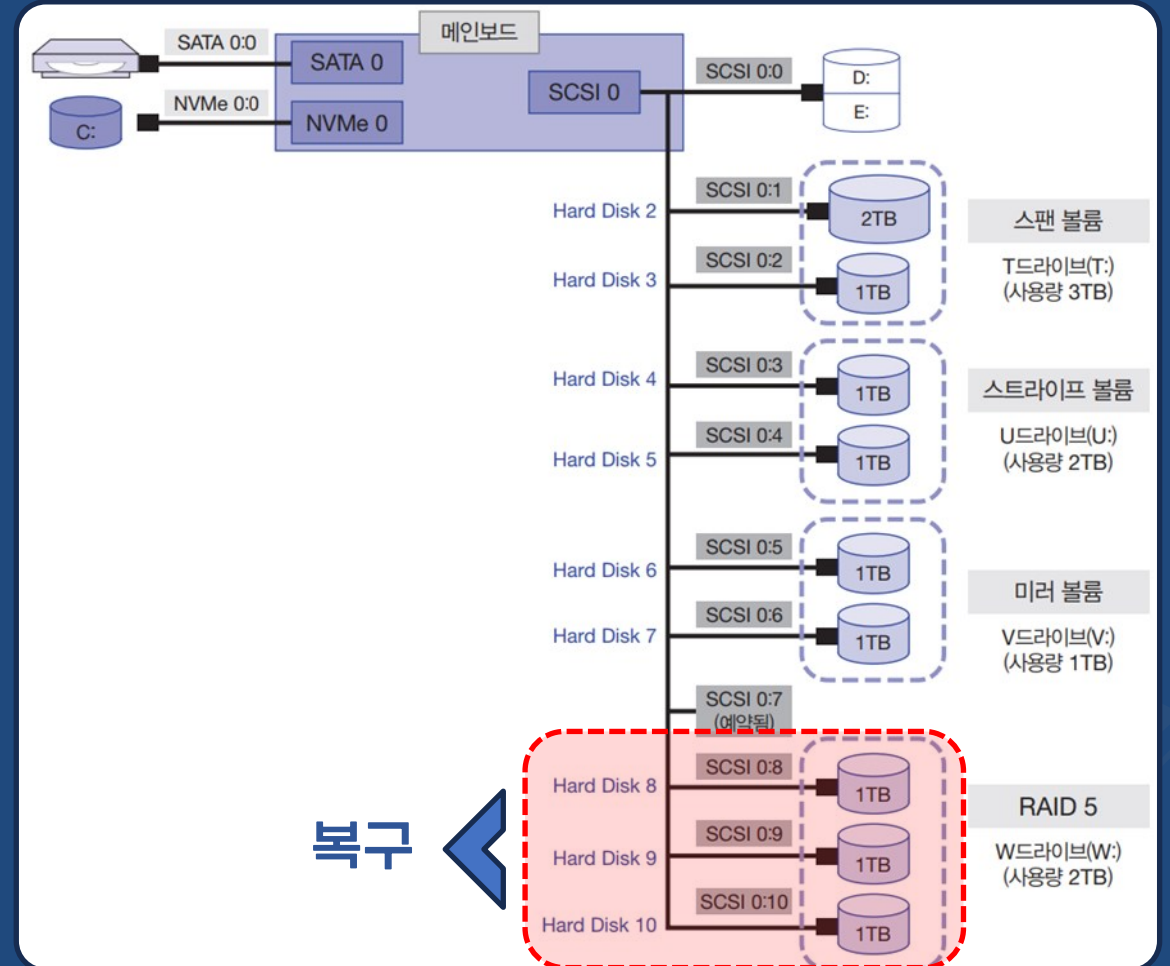 메인보드
SATA 0:0
SATA 0
NVMe 0:0
NVMe 0
C:
SCSI 0
SCSI 0:0
D:
E:
Hard Disk 2
SCSI 0:1
2TB
Hard Disk 3
SCSI 0:2
1TB
스팬 볼륨
T드라이브(T:)
(사용량 3TB)
Hard Disk 4
SCSI 0:3
1TB
Hard Disk 5
SCSI 0:4
1TB
스트라이프 볼륨
U드라이브(U:)
(사용량 2TB)
Hard Disk 6
SCSI 0:5
1TB
Hard Disk 7
SCSI 0:6
1TB
미러 볼륨
V드라이브(V:)
(사용량 1TB)
SCSI 0:7
(예약됨)
복구
Hard Disk 8
SCSI 0:8
1TB
Hard Disk 9
SCSI 0:9
1TB
Hard Disk 10
SCSI 0:10
1TB
RAID 5
W드라이브(W:)
(사용량 2TB)